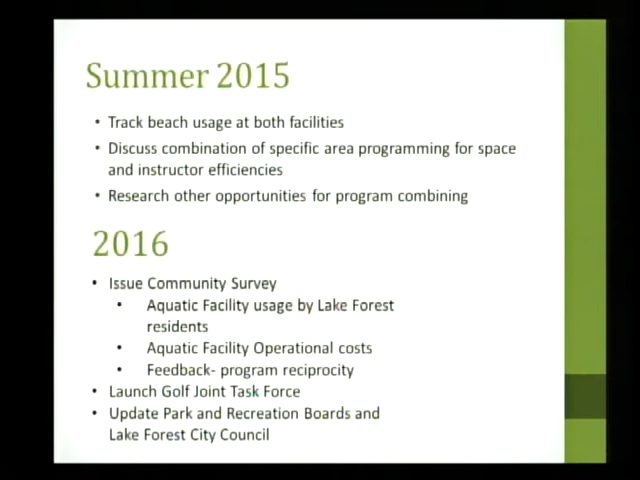 Summer 2015
• Track beach usage at both facilities
• Discuss combination of specific area programming for space
and instructor efficiencies
• Research other opportunities for program combining
2016
• Issue Community Survey
• Aquatic Facility usage by Lake Forest
residents
• Aquatic Facility Operational costs
• Feedback- program reciprocity
• Launch Golf Joint Task Force
• Update Park and Recreation Boards and
Lake Forest City Council